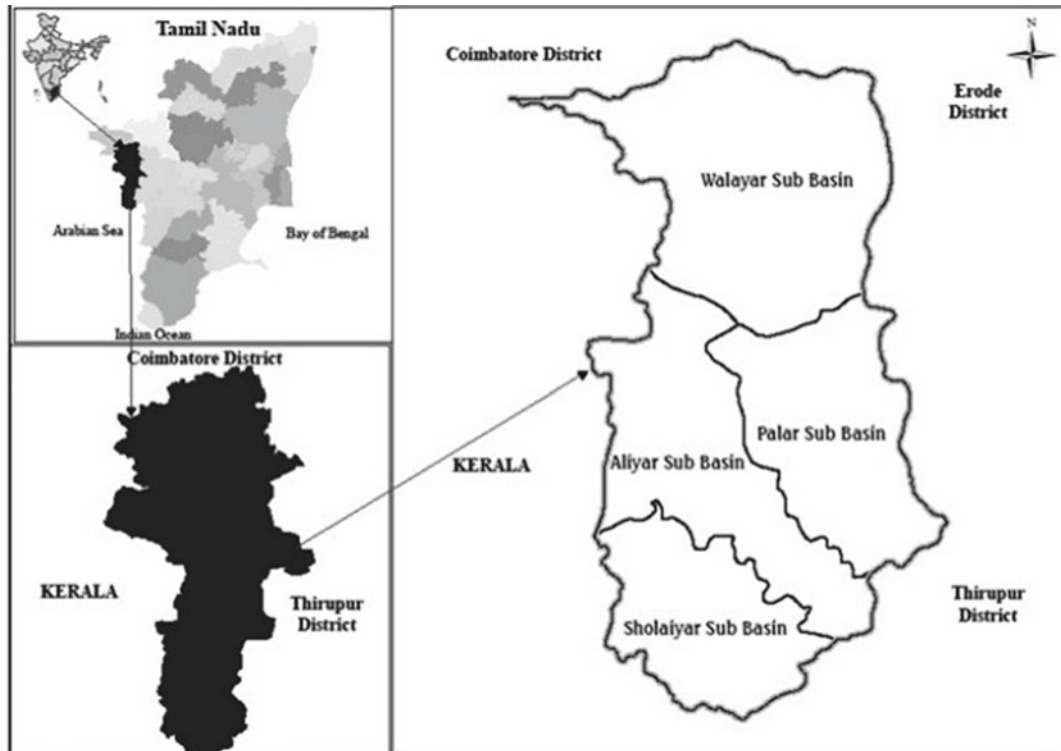 Tamil Nadu
Arabian Sea
Bay of Bengal
Indian Ocean
Coimbatore District
KERALA
Thirupur
District
N
Coimbatore District
Erode
District
Walayar Sub Basin
Palar Sub Basin
Aliyar Sub Basin
KERALA
Thirupur
District
Sholaiyar Sub Basin